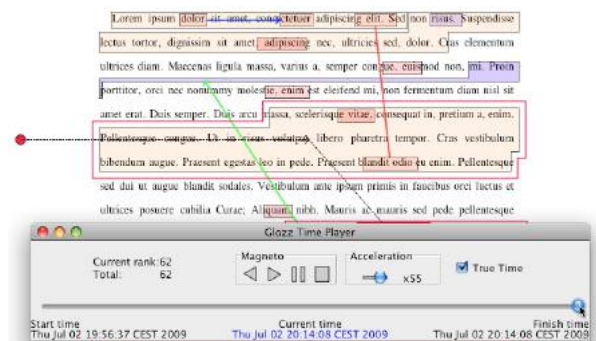 Lorem ipsum dolor sit amet, consectetuer adipiscing elit. Sed non risus. Suspendisse
lectus tortor, dignissim sit amet, adipiscing nec, ultricies sed, dolor. Cras elementum
ultrices diam. Maecenas ligula massa, varius a, semper congue, euismod non, mi. Proin
porttitor, orci nec nonummy molestie, enim est eleifend mi, non fermentum diam nisl sit
amet erat. Duis semper. Duis arcu massa, scelerisque vitae, consequat in, pretium a, enim.
Pellentesque congue. Ut in risus volutpat libero pharetra tempor. Cras vestibulum
bibendum augue. Praesent egestas leo in pede. Praesent blandit odio eu enim. Pellentesque
sed dui ut augue blandit sodales. Vestibulum ante ipsum primis in faucibus orci luctus et
ultrices posuere cubilia Curae; Aliquam nibh. Mauris ac mauris sed pede pellentesque
Glozz Time Player
Current rank: 62
Total: 62
Magneto
Acceleration
x55
True Time
Start time
Thu Jul 02 19:56:37 CEST 2009
Current time
Thu Jul 02 20:14:08 CEST 2009
Finish time
Thu Jul 02 20:14:08 CEST 2009